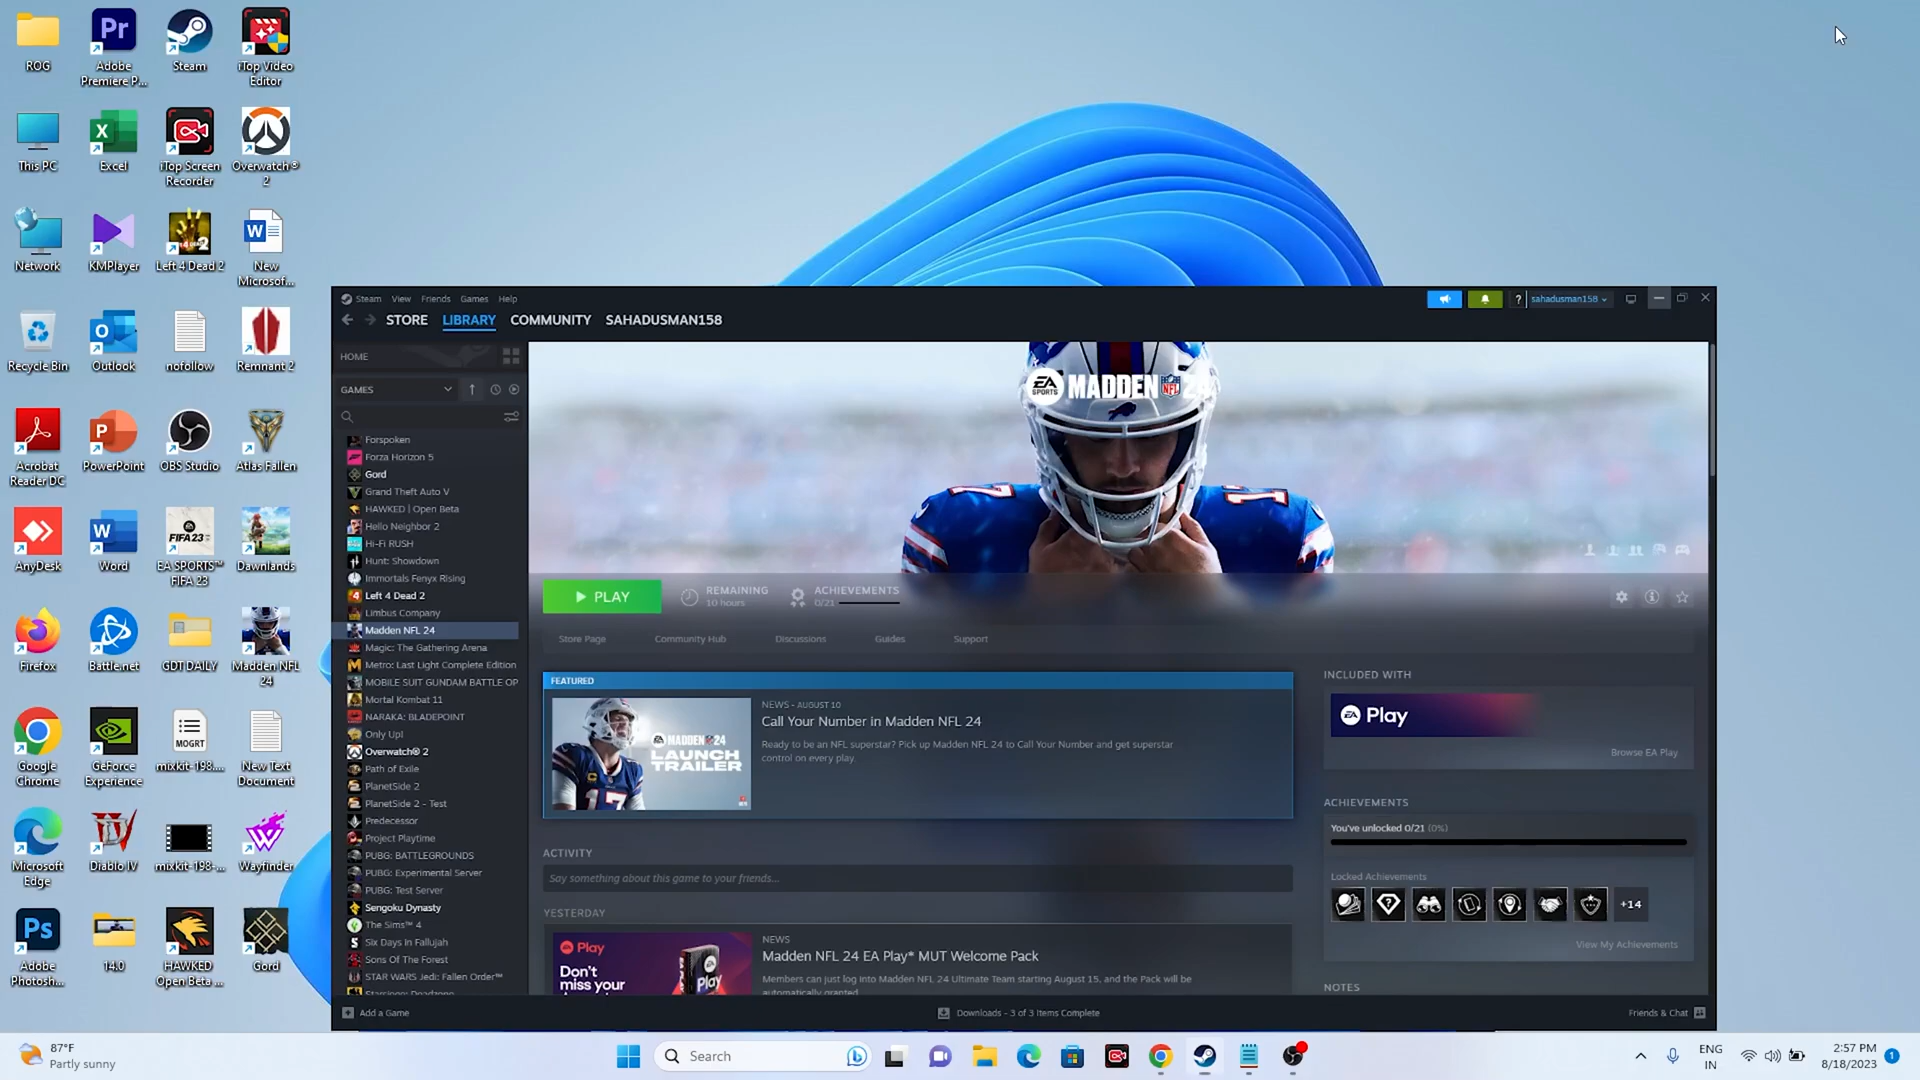 ROG
Adobe
Premiere P...
Steam
iTop Video
Editor
This PC
Excel
iTop Screen
Recorder
Overwatch®
2
Network
KMPlayer
Left 4 Dead 2
New
Microsof...
Recycle Bin
Outlook
nofollow
Remnant 2
Acrobat
Reader DC
PowerPoint
OBS Studio
Atlas Fallen
AnyDesk
Word
EA SPORTS™
FIFA 23
Dawnlands
Firefox
Battle.net
GDT DAILY
Madden NFL
24
Google
Chrome
GeForce
Experience
MOGRT
mixkit-198....
New Text
Document
Microsoft
Edge
Diablo IV
mixkit-198-...
Wayfinder
Adobe
Photosh...
14.0
HAWKED
Open Beta ...
Gord
Steam View Friends Games Help
sahadusman158
STORE LIBRARY COMMUNITY SAHADUSMAN158
HOME
GAMES
Forspoken
Forza Horizon 5
Gord
Grand Theft Auto V
HAWKED | Open Beta
Hello Neighbor 2
Hi-Fi RUSH
Hunt: Showdown
Immortals Fenyx Rising
Left 4 Dead 2
Limbus Company
Madden NFL 24
Magic: The Gathering Arena
Metro: Last Light Complete Edition
MOBILE SUIT GUNDAM BATTLE OP
Mortal Kombat 11
NARAKA: BLADEPOINT
Only Up!
Overwatch® 2
Path of Exile
PlanetSide 2
PlanetSide 2 - Test
Predecessor
Project Playtime
PUBG: BATTLEGROUNDS
PUBG: Experimental Server
PUBG: Test Server
Sengoku Dynasty
The Sims™ 4
Six Days in Fallujah
Sons Of The Forest
STAR WARS Jedi: Fallen Order™
EA SPORTS MADDEN NFL 24
PLAY
REMAINING
10 hours
ACHIEVEMENTS
0/21
Store Page Community Hub Discussions Guides Support
FEATURED
MADDEN 24
LAUNCH
TRAILER
NEWS - AUGUST 10
Call Your Number in Madden NFL 24
Ready to be an NFL superstar? Pick up Madden NFL 24 to Call Your Number and get superstar
control on every play.
ACTIVITY
Say something about this game to your friends...
YESTERDAY
EA Play
Don't
miss your
NEWS
Madden NFL 24 EA Play* MUT Welcome Pack
Members can just log into Madden NFL 24 Ultimate Team starting August 15, and the Pack will
automatically granted
INCLUDED WITH
EA Play
Browse EA Play
ACHIEVEMENTS
You've unlocked 0/21 (0%)
Locked Achievements
+14
View My Achievements
NOTES
Add a Game
Downloads - 3 of 3 Items Complete
Friends & Chat
87°F
Partly sunny
Search
ENG
IN
2:57 PM
8/18/2023
1